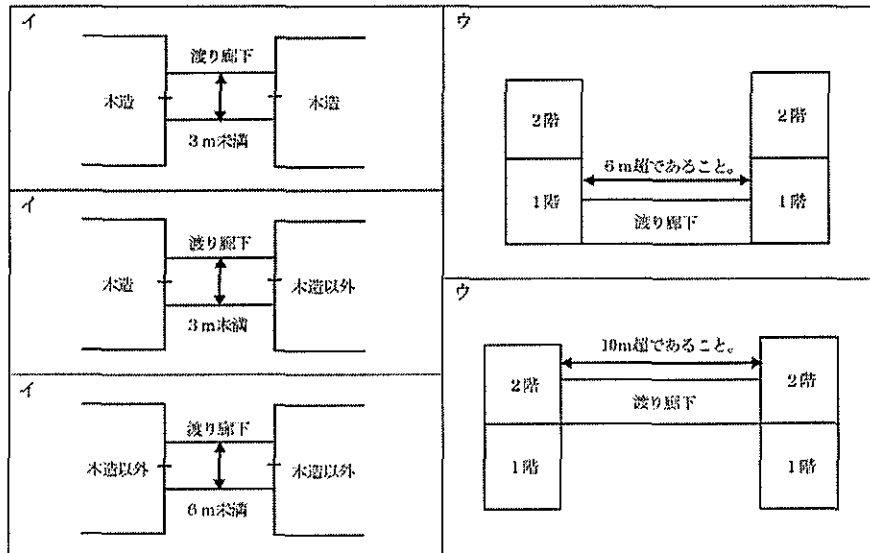 イ
渡り廊下
木造
木造
3m未満
イ
渡り廊下
木造
木造以外
3m未満
イ
渡り廊下
木造以外
木造以外
6m未満
ウ
2階
2階
6m超であること。
1階
1階
渡り廊下
ウ
10m超であること。
2階
2階
渡り廊下
1階
1階